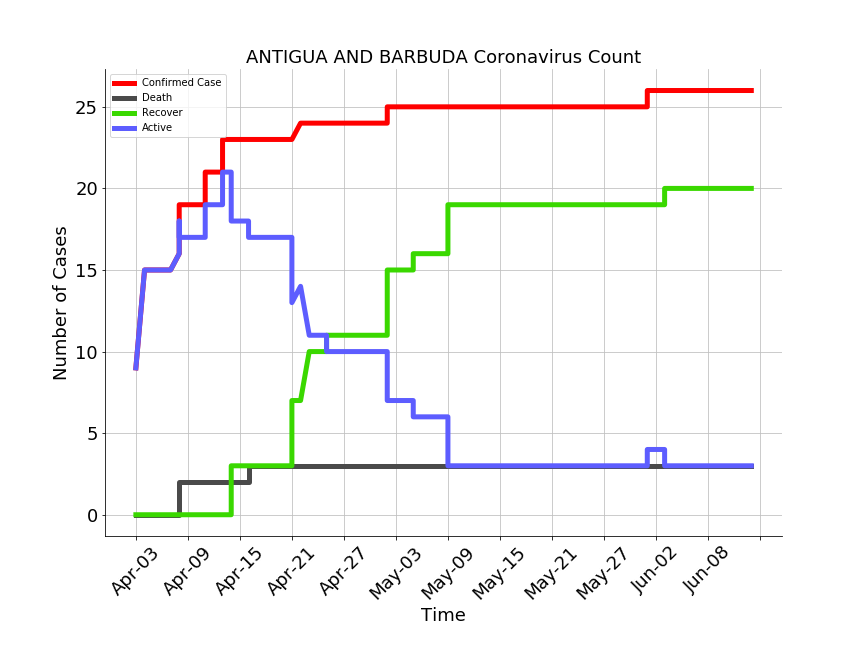 ANTIGUA AND BARBUDA Coronavirus Count
Confirmed Case
Death
Recover
Active
Number of Cases
25
20
15
10
5
0
Apr-03
Apr-09
Apr-15
Apr-21
Apr-27
May-03
May-09
May-15
May-21
May-27
Jun-02
Jun-08
Time